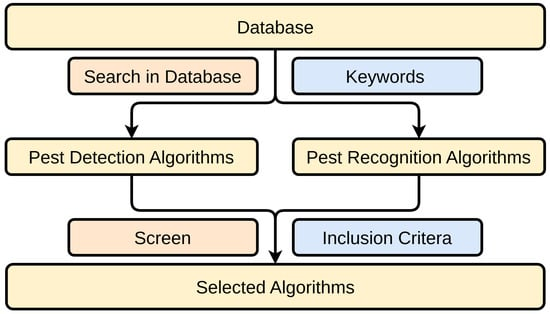 Database
Search in Database
Keywords
Pest Detection Algorithms
Pest Recognition Algorithms
Screen
Inclusion Critera
Selected Algorithms